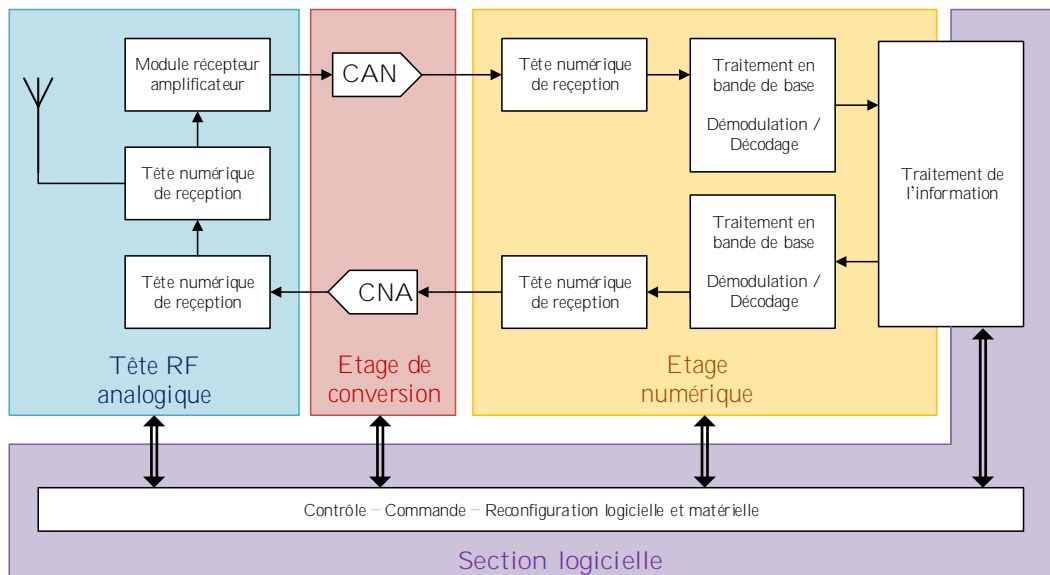 Module récepteur
amplificateur
CAN
Tête numérique
de reçeption
Traitement en
bande de base
Démodulation /
Décodage
Traitement de
l'information
Tête numérique
de reçeption
Tête numérique
de reçeption
CNA
Tête numérique
de reçeption
Traitement en
bande de base
Démodulation /
Décodage
Tête RF
analogique
Etage de
conversion
Etage
numérique
Contrôle – Commande – Reconfiguration logicielle et matérielle
Section logicielle